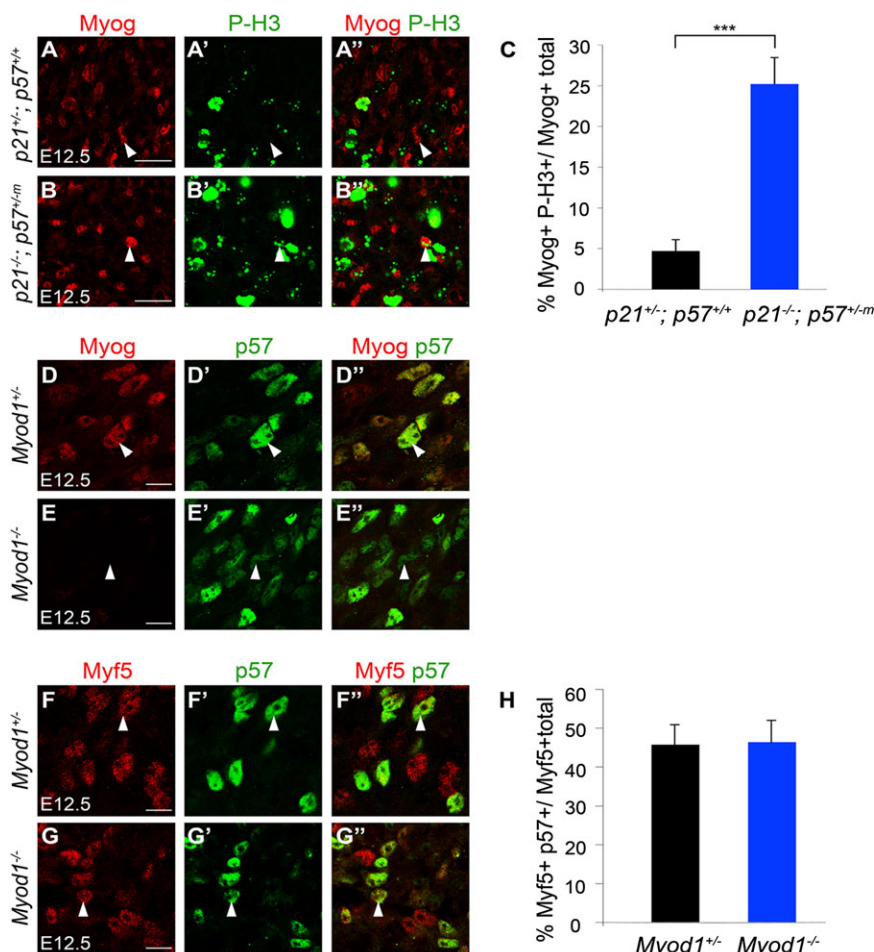 Myog P-H3 Myog P-H3
p21+/-; p57+/+
A A’ A”
E12.5
p21-/-; p57+/-m
B B’ B”
E12.5
C
% Myog+ P-H3+/ Myog+ total
30
25
20
15
10
5
0
***
p21+/-; p57+/+ p21-/-; p57+/-m
Myog p57 Myog p57
Myod1+/-
D D’ D”
E12.5
Myod1-/-
E E’ E”
E12.5
Myf5 p57 Myf5 p57
Myod1+/-
F F’ F”
E12.5
Myod1-/-
G G’ G”
E12.5
H
% Myf5+ p57+/ Myf5+total
60
50
40
30
20
10
0
Myod1+/- Myod1-/-